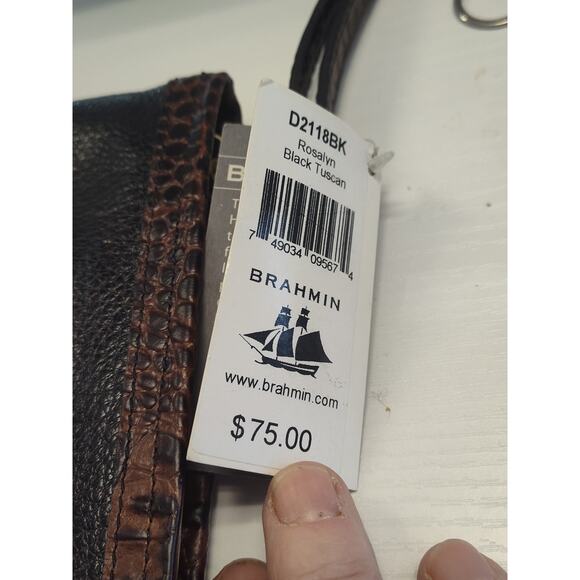 D2118BK
Rosalyn
Black Tuscan
7 49034 09567 4
BRAHMIN
www.brahmin.com
$75.00
B